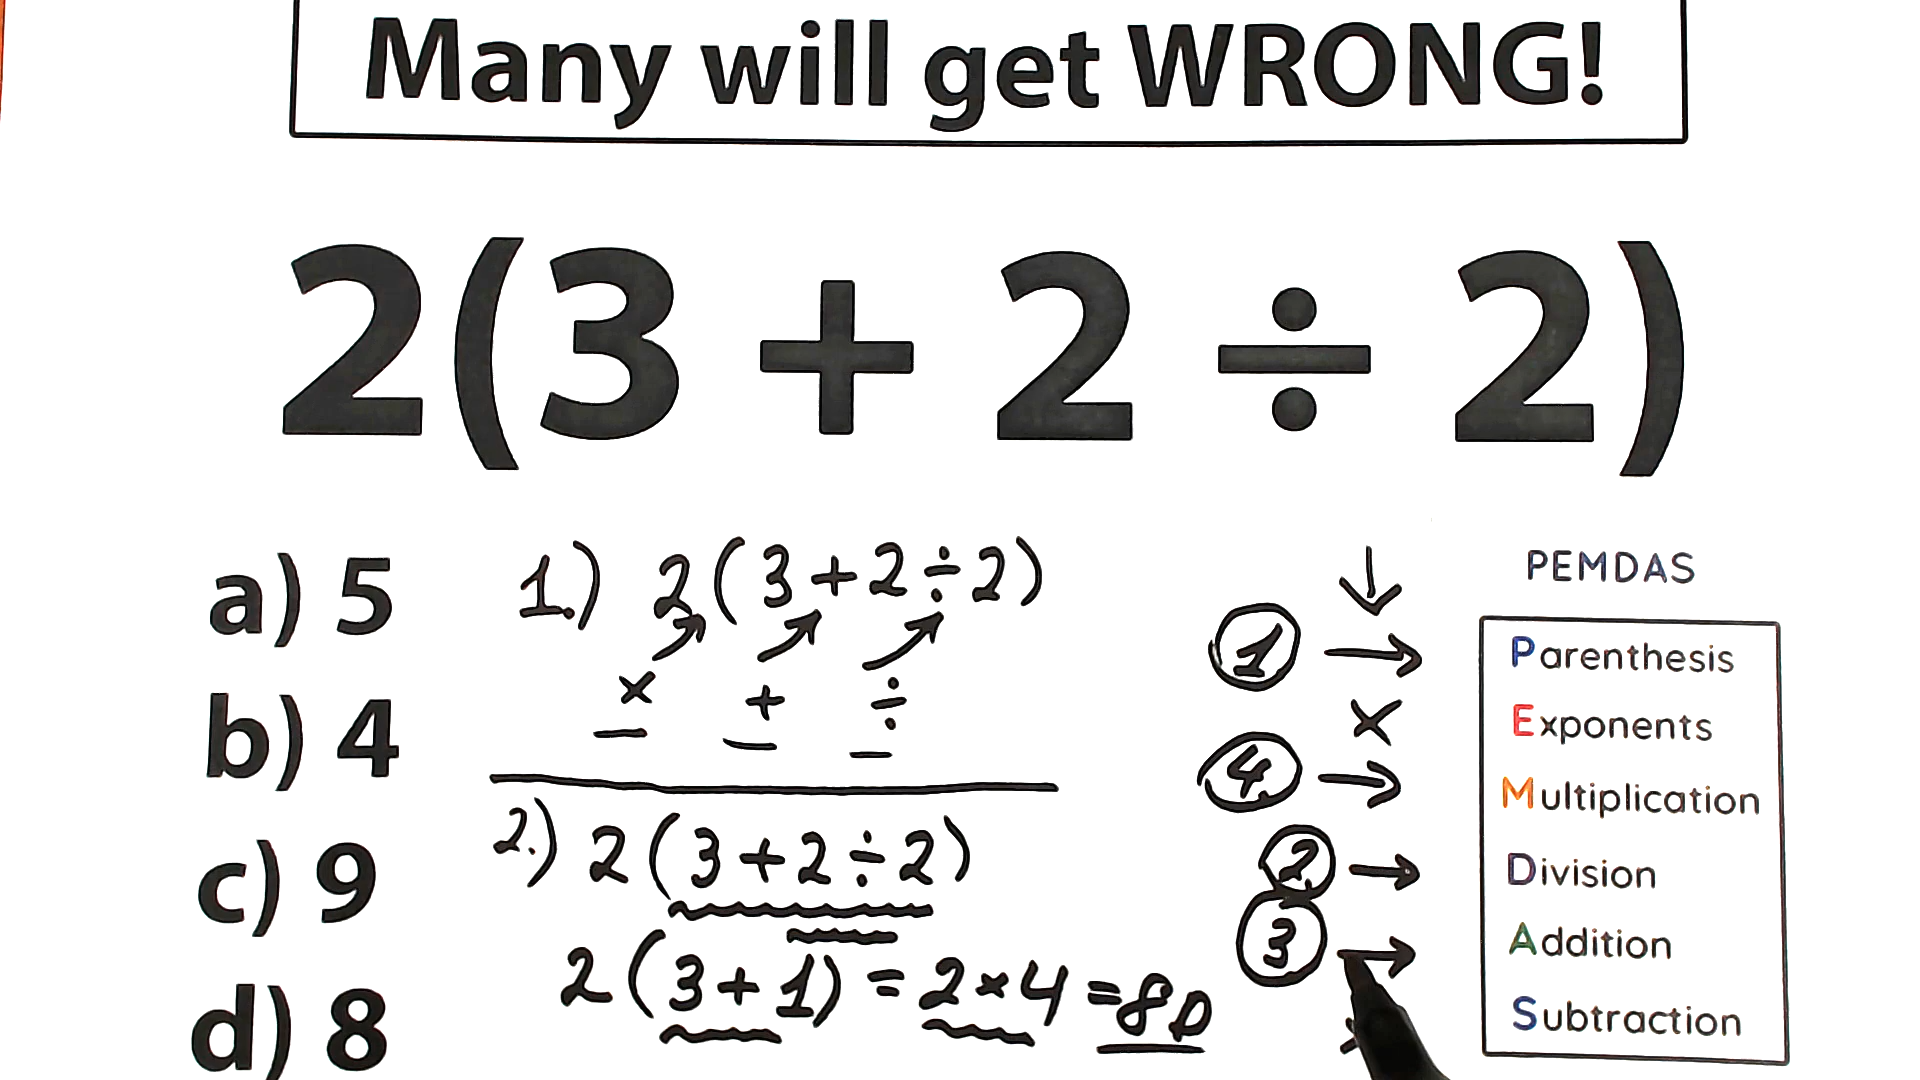 Many will get WRONG!
2(3 + 2 ÷ 2)
a) 5
b) 4
c) 9
d) 8
1.) 2(3+2÷2)
× + ÷
2.) 2(3+2÷2)
2(3+1) = 2×4 = 8D
1 →
×
4 →
2 →
3 →
PEMDAS
Parenthesis
Exponents
Multiplication
Division
Addition
Subtraction